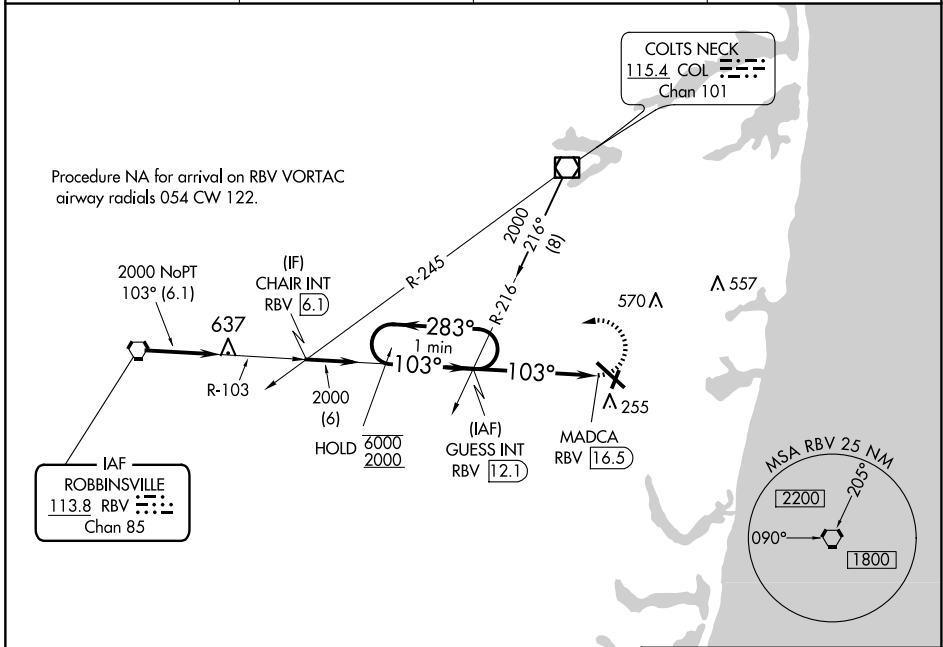 COLTS NECK
115.4 COL
Chan 101
Procedure NA for arrival on RBV VORTAC
airway radials 054 CW 122.
2000
216°
(8)
R-245
R-216
(IF)
CHAIR INT
RBV 6.1
2000 NoPT
103° (6.1)
637
570
557
283°
1 min
103°
103°
R-103
2000
(6)
HOLD 6000
2000
(IAF)
GUESS INT
RBV 12.1
MADCA
RBV 16.5
255
IAF
ROBBINSVILLE
113.8 RBV
Chan 85
MSA RBV 25 NM
2200
205°
090°
1800